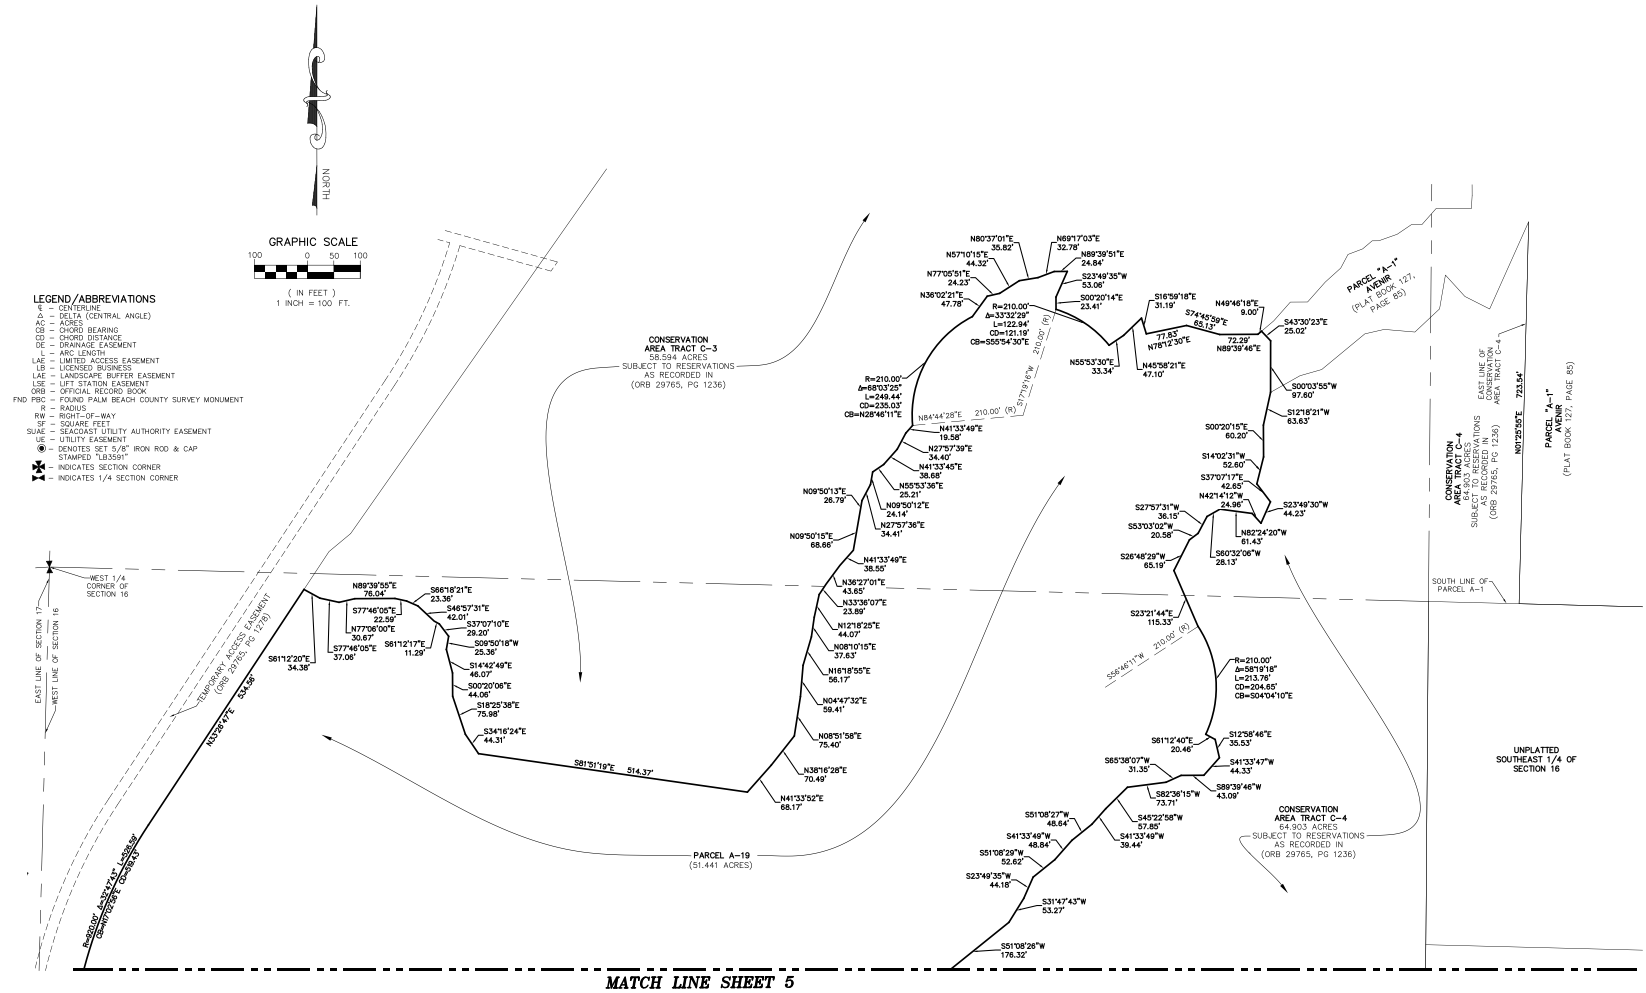 NORTH
GRAPHIC SCALE
100 0 50 100
( IN FEET )
1 INCH = 100 FT.
LEGEND/ABBREVIATIONS
℄ – CENTERLINE
Δ – DELTA (CENTRAL ANGLE)
AC – ACRES
CB – CHORD BEARING
CD – CHORD DISTANCE
DE – DRAINAGE EASEMENT
L – ARC LENGTH
LAE – LIMITED ACCESS EASEMENT
LB – LICENSED BUSINESS
LAE – LANDSCAPE BUFFER EASEMENT
LSE – LIFT STATION EASEMENT
ORB – OFFICIAL RECORD BOOK
FND PBC – FOUND PALM BEACH COUNTY SURVEY MONUMENT
R – RADIUS
RW – RIGHT-OF-WAY
SF – SQUARE FEET
SUAE – SEACOAST UTILITY AUTHORITY EASEMENT
UE – UTILITY EASEMENT
– DENOTES SET 5/8" IRON ROD & CAP
STAMPED "LB3591"
– INDICATES SECTION CORNER
– INDICATES 1/4 SECTION CORNER
WEST 1/4
CORNER OF
SECTION 16
EAST LINE OF SECTION 17
WEST LINE OF SECTION 16
TEMPORARY ACCESS EASEMENT
(ORB 29765, PG 1278)
N33°26'47"E 534.56'
R=920.00' Δ=32°47'43" L=526.59'
CB=N17°02'56"E CD=519.43'
S61°12'20"E
34.38'
S77°46'05"E
37.06'
N77°06'00"E
30.67'
N89°39'55"E
76.04'
S77°46'05"E
22.59'
S66°18'21"E
23.36'
S46°57'31"E
42.01'
S61°12'17"E
11.29'
S37°07'10"E
29.20'
S09°50'18"W
25.36'
S14°42'49"E
46.07'
S00°20'06"E
44.06'
S18°25'38"E
75.98'
S34°16'24"E
44.31'
S81°51'19"E 514.37'
CONSERVATION
AREA TRACT C-3
58.594 ACRES
SUBJECT TO RESERVATIONS
AS RECORDED IN
(ORB 29765, PG 1236)
N41°33'52"E
68.17'
N38°16'28"E
70.49'
N08°51'58"E
75.40'
N04°47'32"E
59.41'
N16°18'55"E
56.17'
N08°10'15"E
37.63'
N12°18'25"E
44.07'
N33°36'07"E
23.89'
N36°27'01"E
43.65'
N41°33'49"E
38.55'
N09°50'15"E
68.66'
N09°50'13"E
26.79'
N27°57'36"E
34.41'
N09°50'12"E
24.14'
N55°53'36"E
25.21'
N41°33'45"E
38.68'
N27°57'39"E
34.40'
N41°33'49"E
19.58'
N84°44'28"E 210.00' (R)
R=210.00'
Δ=68°03'25"
L=249.44'
CD=235.03'
CB=N28°46'11"E
N36°02'21"E
47.78'
N77°05'51"E
24.23'
N57°10'15"E
44.32'
N80°37'01"E
35.82'
N69°17'03"E
32.78'
N89°39'51"E
24.84'
S23°49'35"W
53.06'
S00°20'14"E
23.41'
R=210.00'
Δ=33°32'29"
L=122.94'
CD=121.19'
CB=S55°54'30"E
S17°19'16"W 210.00' (R)
N55°53'30"E
33.34'
N45°58'21"E
47.10'
S16°59'18"E
31.19'
77.83'
N78°12'30"E
S74°45'59"E
65.13'
72.29'
N89°39'46"E
N49°46'18"E
9.00'
S43°30'23"E
25.02'
S00°03'55"W
97.60'
S12°18'21"W
63.63'
S00°20'15"E
60.20'
S14°02'31"W
52.60'
S37°07'17"E
42.65'
S23°49'30"W
44.23'
N42°14'12"W
24.96'
N82°24'20"W
61.43'
S60°32'06"W
28.13'
S27°57'31"W
36.15'
S53°03'02"W
20.58'
S26°48'29"W
65.19'
S23°21'44"E
115.33'
S56°46'11"W 210.00' (R)
R=210.00'
Δ=58°19'18"
L=213.76'
CD=204.65'
CB=S04°04'10"E
S61°12'40"E
20.46'
S12°58'46"E
35.53'
S41°33'47"W
44.33'
S89°39'46"W
43.09'
S65°38'07"W
31.35'
S82°36'15"W
73.71'
S45°22'58"W
57.85'
S41°33'49"W
39.44'
S51°08'27"W
48.64'
S41°33'49"W
48.84'
S51°08'29"W
52.62'
S23°49'35"W
44.18'
S31°47'43"W
53.27'
S51°08'26"W
176.32'
PARCEL A-19
(51.441 ACRES)
CONSERVATION
AREA TRACT C-4
64.903 ACRES
SUBJECT TO RESERVATIONS
AS RECORDED IN
(ORB 29765, PG 1236)
PARCEL "A-1"
AVENIR
(PLAT BOOK 127,
PAGE 85)
CONSERVATION
AREA TRACT C-4
64.903 ACRES
SUBJECT TO RESERVATIONS
AS RECORDED IN
(ORB 29765, PG 1236)
EAST LINE OF
CONSERVATION
AREA TRACT C-4
N01°25'55"E 723.54'
PARCEL "A-1"
AVENIR
(PLAT BOOK 127, PAGE 85)
SOUTH LINE OF
PARCEL A-1
UNPLATTED
SOUTHEAST 1/4 OF
SECTION 16
MATCH LINE SHEET 5